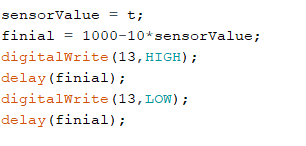 sensorValue = t;
finial = 1000-10*sensorValue;
digitalWrite(13,HIGH);
delay(finial);
digitalWrite(13,LOW);
delay(finial);